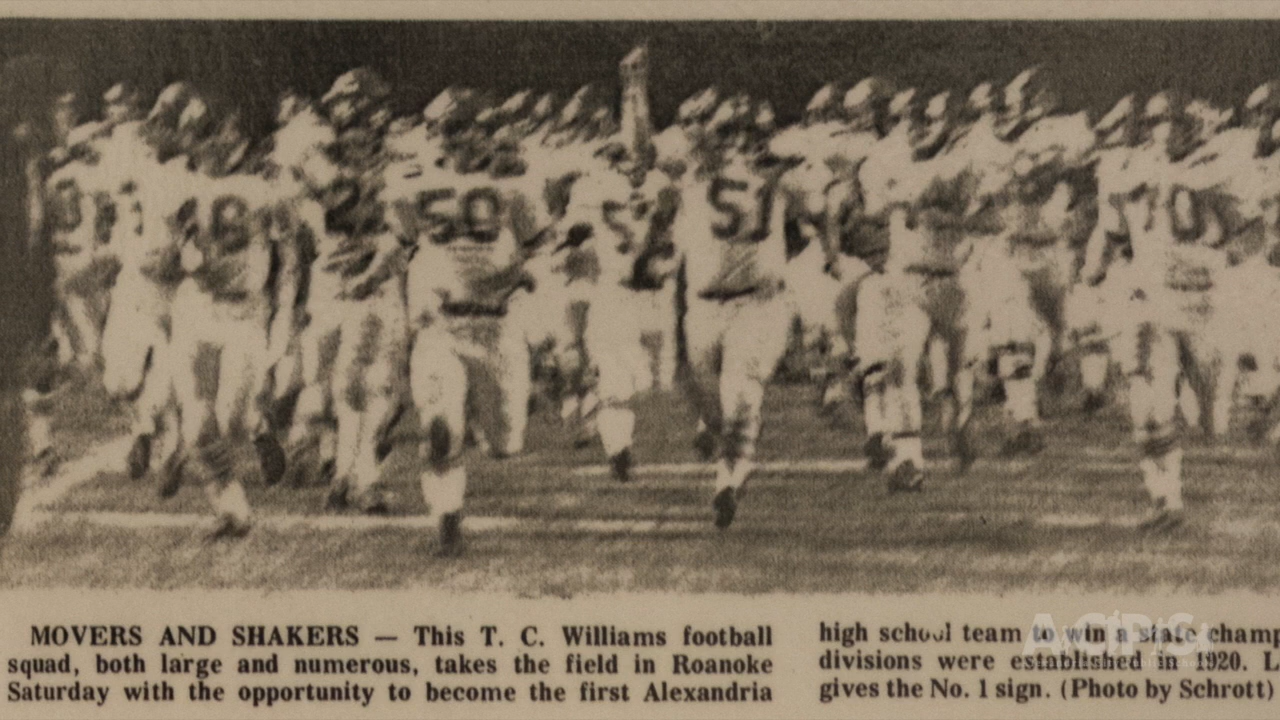 58
51
MOVERS AND SHAKERS — This T. C. Williams football
squad, both large and numerous, takes the field in Roanoke
Saturday with the opportunity to become the first Alexandria
high school team to win a state champ
divisions were established in 1920. L
gives the No. 1 sign. (Photo by Schrott)